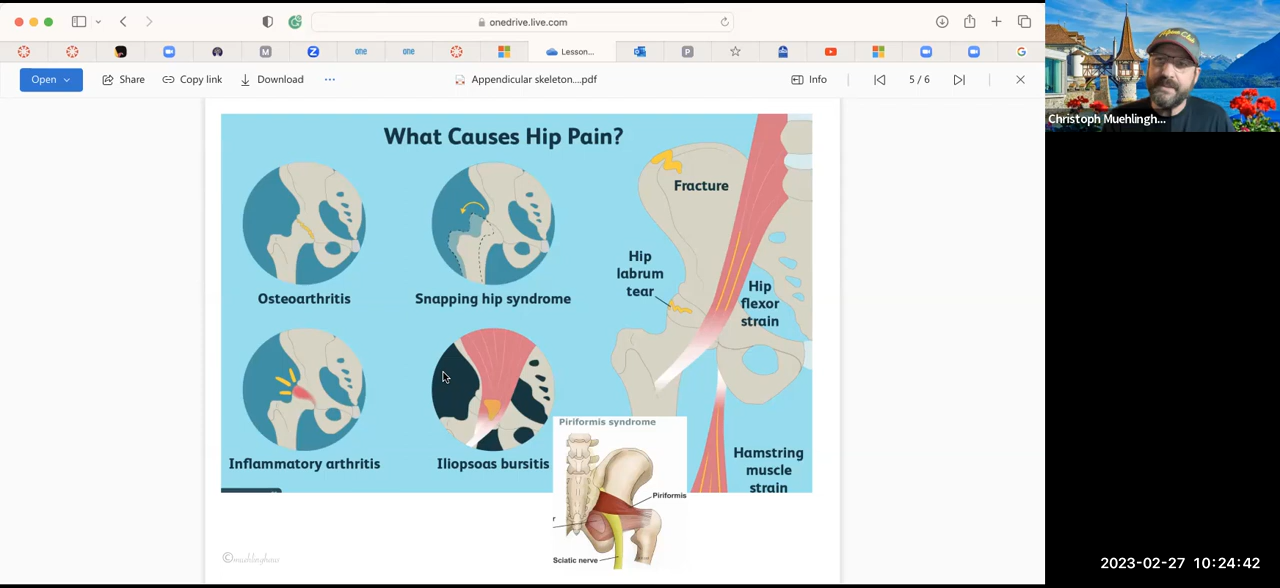 onedrive.live.com
M
Z
one
one
Lesson...
P
G
Open
Share
Copy link
Download
Appendicular skeleton....pdf
Info
5 / 6
Christoph Muehlingh...
What Causes Hip Pain?
Fracture
Hip
labrum
tear
Hip
flexor
strain
Osteoarthritis
Snapping hip syndrome
Inflammatory arthritis
Iliopsoas bursitis
Hamstring
muscle
strain
Piriformis syndrome
Piriformis
r
Sciatic nerve
2023-02-27 10:24:42